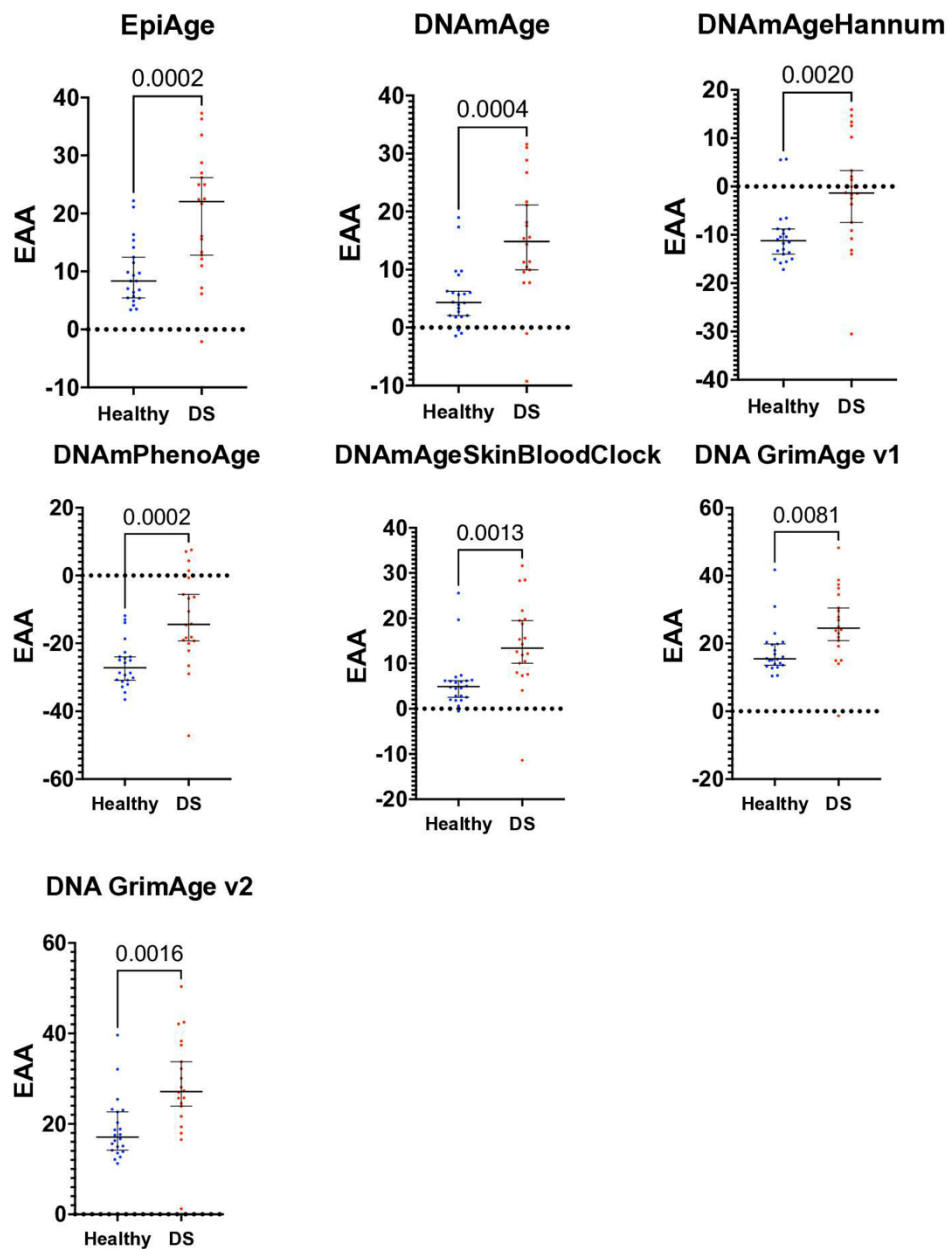 EpiAge
0.0002
40
30
20
10
0
-10
EAA
Healthy DS
DNAmAge
0.0004
40
30
20
10
0
-10
EAA
Healthy DS
DNAmAgeHannum
0.0020
20
10
0
-10
-20
-30
-40
EAA
Healthy DS
DNAmPhenoAge
0.0002
20
0
-20
-40
-60
EAA
Healthy DS
DNAmAgeSkinBloodClock
0.0013
40
30
20
10
0
-10
-20
EAA
Healthy DS
DNA GrimAge v1
0.0081
60
40
20
0
-20
EAA
Healthy DS
DNA GrimAge v2
0.0016
60
40
20
0
EAA
Healthy DS